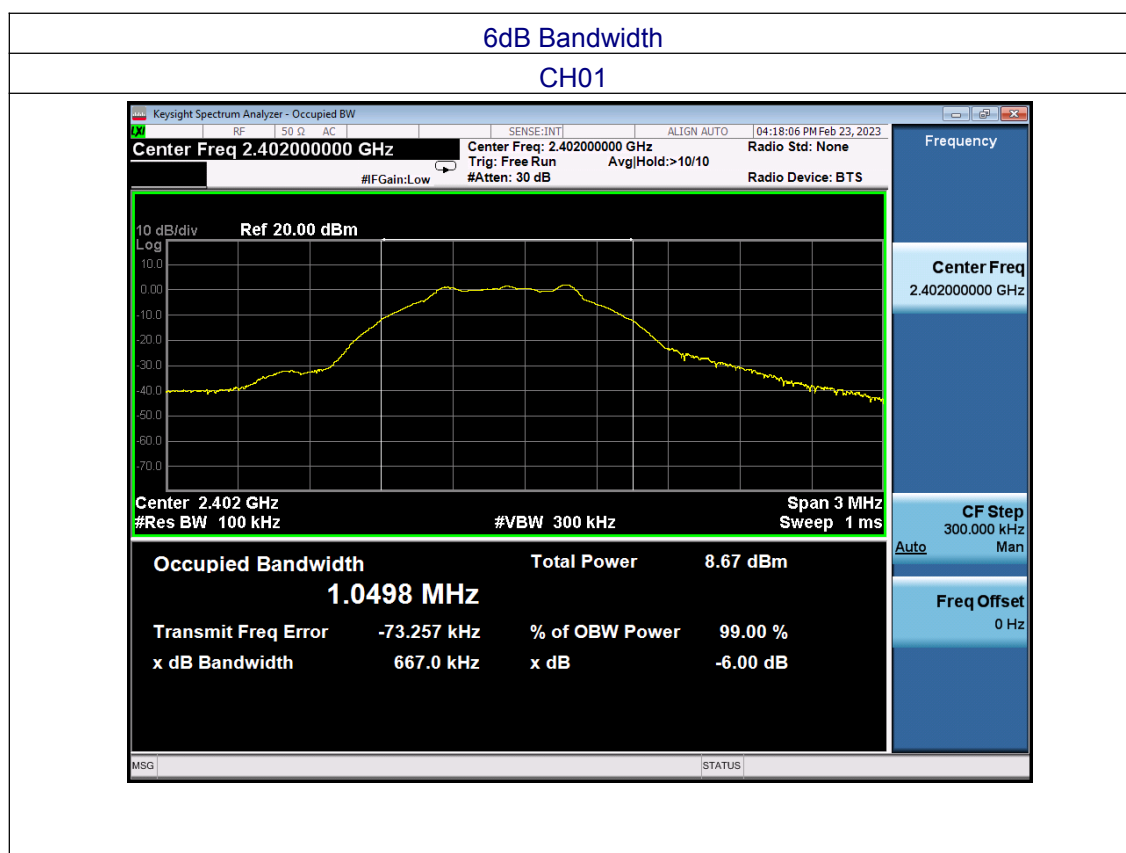 6dB Bandwidth
CH01
Keysight Spectrum Analyzer - Occupied BW
LXI RF 50 Ω AC SENSE:INT ALIGN AUTO 04:18:06 PM Feb 23, 2023
Center Freq 2.402000000 GHz Center Freq: 2.402000000 GHz Radio Std: None
Trig: Free Run Avg|Hold:>10/10
#IFGain:Low #Atten: 30 dB Radio Device: BTS
Frequency
10 dB/div Ref 20.00 dBm
Log
10.0
0.00
-10.0
-20.0
-30.0
-40.0
-50.0
-60.0
-70.0
Center 2.402 GHz Span 3 MHz
#Res BW 100 kHz #VBW 300 kHz Sweep 1 ms
Occupied Bandwidth Total Power 8.67 dBm
1.0498 MHz
Transmit Freq Error -73.257 kHz % of OBW Power 99.00 %
x dB Bandwidth 667.0 kHz x dB -6.00 dB
Center Freq
2.402000000 GHz
CF Step
300.000 kHz
Auto Man
Freq Offset
0 Hz
MSG STATUS